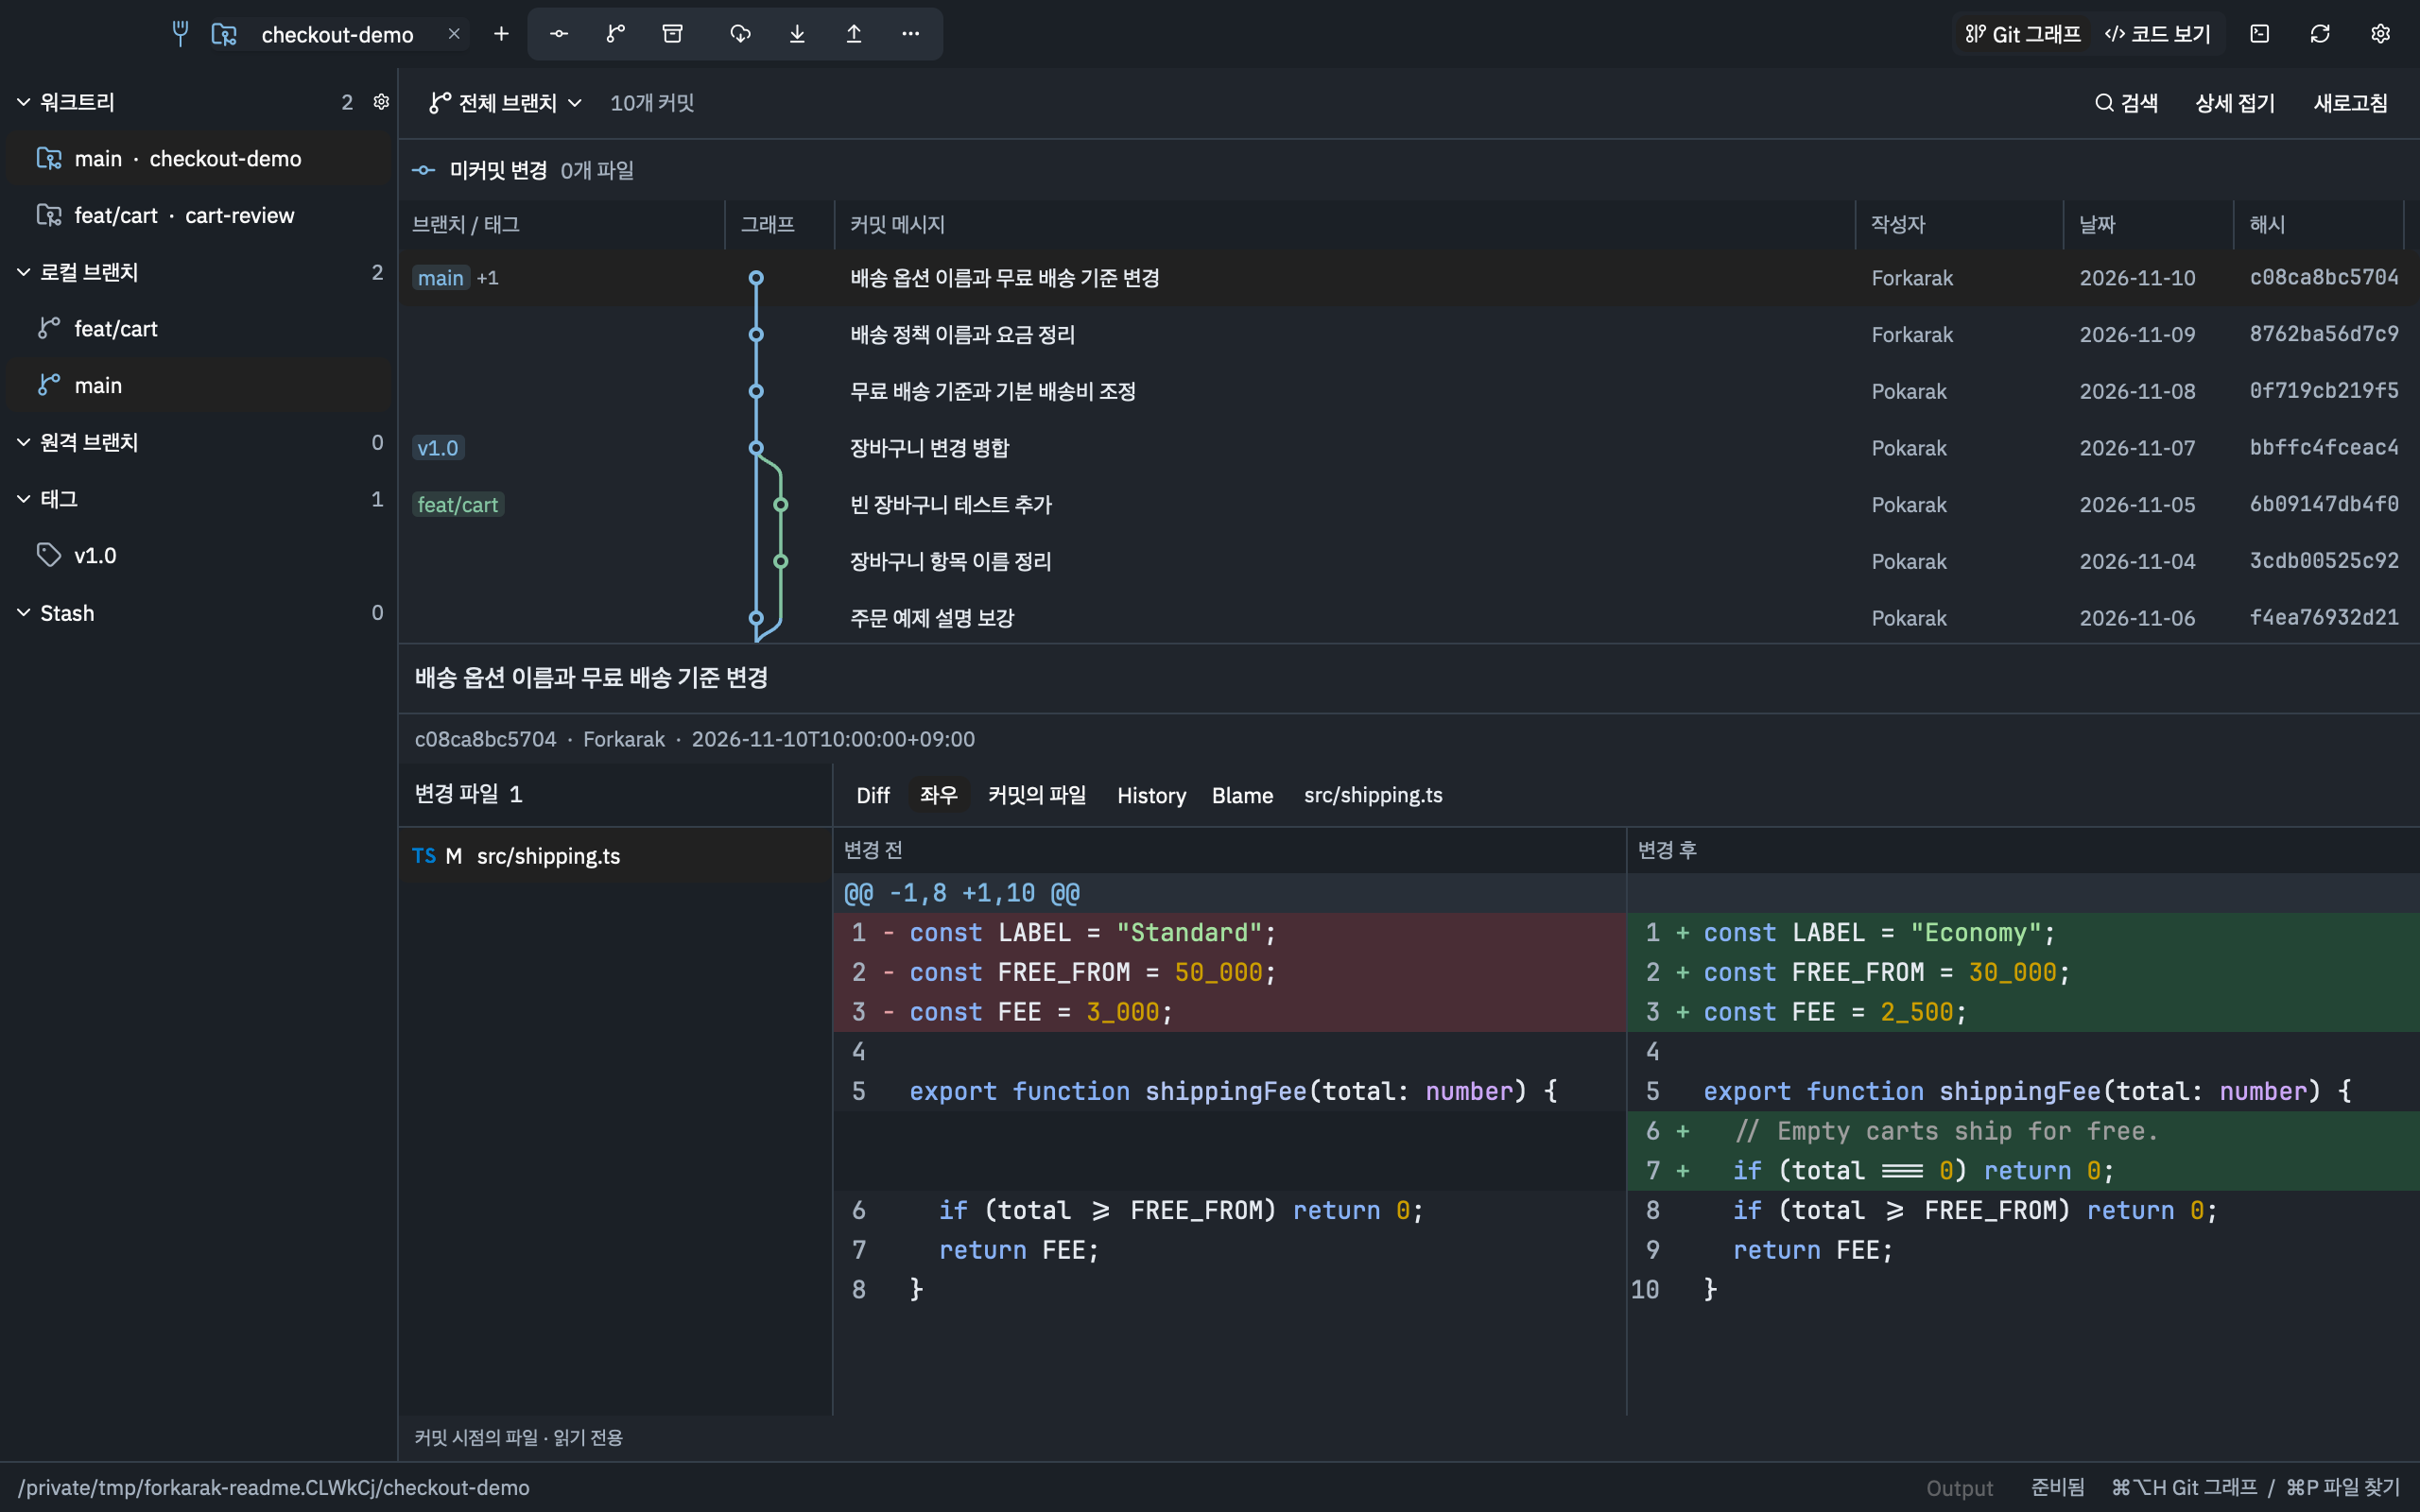 checkout-demo
Git 그래프 코드 보기
워크트리 2
main · checkout-demo
feat/cart · cart-review
로컬 브랜치 2
feat/cart
main
원격 브랜치 0
태그 1
v1.0
Stash 0
전체 브랜치 10개 커밋 검색 상세 접기 새로고침
미커밋 변경 0개 파일
브랜치 / 태그 그래프 커밋 메시지 작성자 날짜 해시
main +1 배송 옵션 이름과 무료 배송 기준 변경 Forkarak 2026-11-10 c08ca8bc5704
배송 정책 이름과 요금 정리 Forkarak 2026-11-09 8762ba56d7c9
무료 배송 기준과 기본 배송비 조정 Pokarak 2026-11-08 0f719cb219f5
v1.0 장바구니 변경 병합 Pokarak 2026-11-07 bbffc4fceac4
feat/cart 빈 장바구니 테스트 추가 Pokarak 2026-11-05 6b09147db4f0
장바구니 항목 이름 정리 Pokarak 2026-11-04 3cdb00525c92
주문 예제 설명 보강 Pokarak 2026-11-06 f4ea76932d21
배송 옵션 이름과 무료 배송 기준 변경
c08ca8bc5704 · Forkarak · 2026-11-10T10:00:00+09:00
변경 파일 1
TS M src/shipping.ts
Diff 좌우 커밋의 파일 History Blame src/shipping.ts
변경 전
@@ -1,8 +1,10 @@
1 - const LABEL = "Standard";
2 - const FREE_FROM = 50_000;
3 - const FEE = 3_000;
4
5 export function shippingFee(total: number) {
6 if (total >= FREE_FROM) return 0;
7 return FEE;
8 }
변경 후
1 + const LABEL = "Economy";
2 + const FREE_FROM = 30_000;
3 + const FEE = 2_500;
4
5 export function shippingFee(total: number) {
6 + // Empty carts ship for free.
7 + if (total === 0) return 0;
8 if (total >= FREE_FROM) return 0;
9 return FEE;
10 }
커밋 시점의 파일 · 읽기 전용
/private/tmp/forkarak-readme.CLWkCj/checkout-demo
Output 준비됨 ⌘⌥H Git 그래프 / ⌘P 파일 찾기